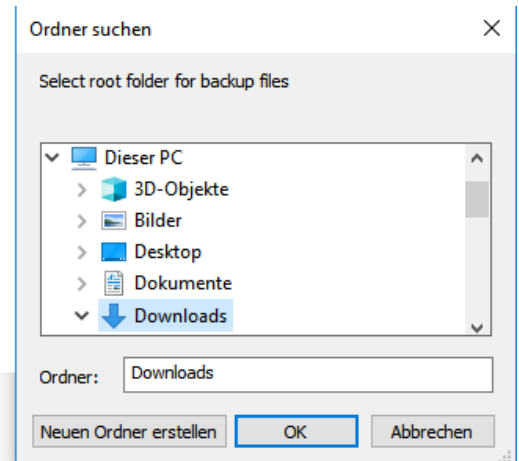 Ordner suchen
Select root folder for backup files
Dieser PC
3D-Objekte
Bilder
Desktop
Dokumente
Downloads
Ordner: Downloads
Neuen Ordner erstellen OK Abbrechen